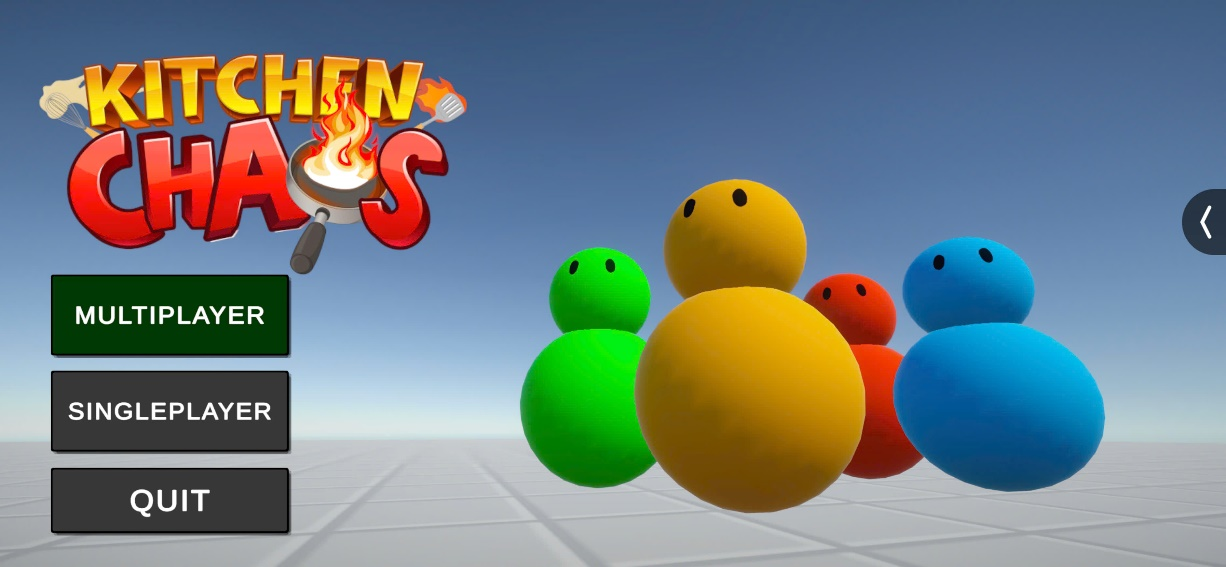 KITCHEN
CHAOS
MULTIPLAYER
SINGLEPLAYER
QUIT